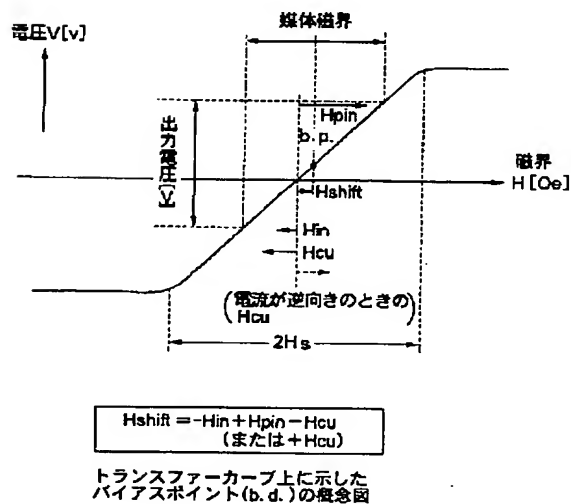 電圧V[v]
媒体磁界
Hpin
b.p.
出力電圧[V]
磁界
H[Oe]
Hshift
Hin
Hcu
(電流が逆向きのときの
Hcu)
2Hs
Hshift=-Hin+Hpin-Hcu
(または+Hcu)
トランスファーカーブ上に示した
バイアスポイント(b.d.)の概念図